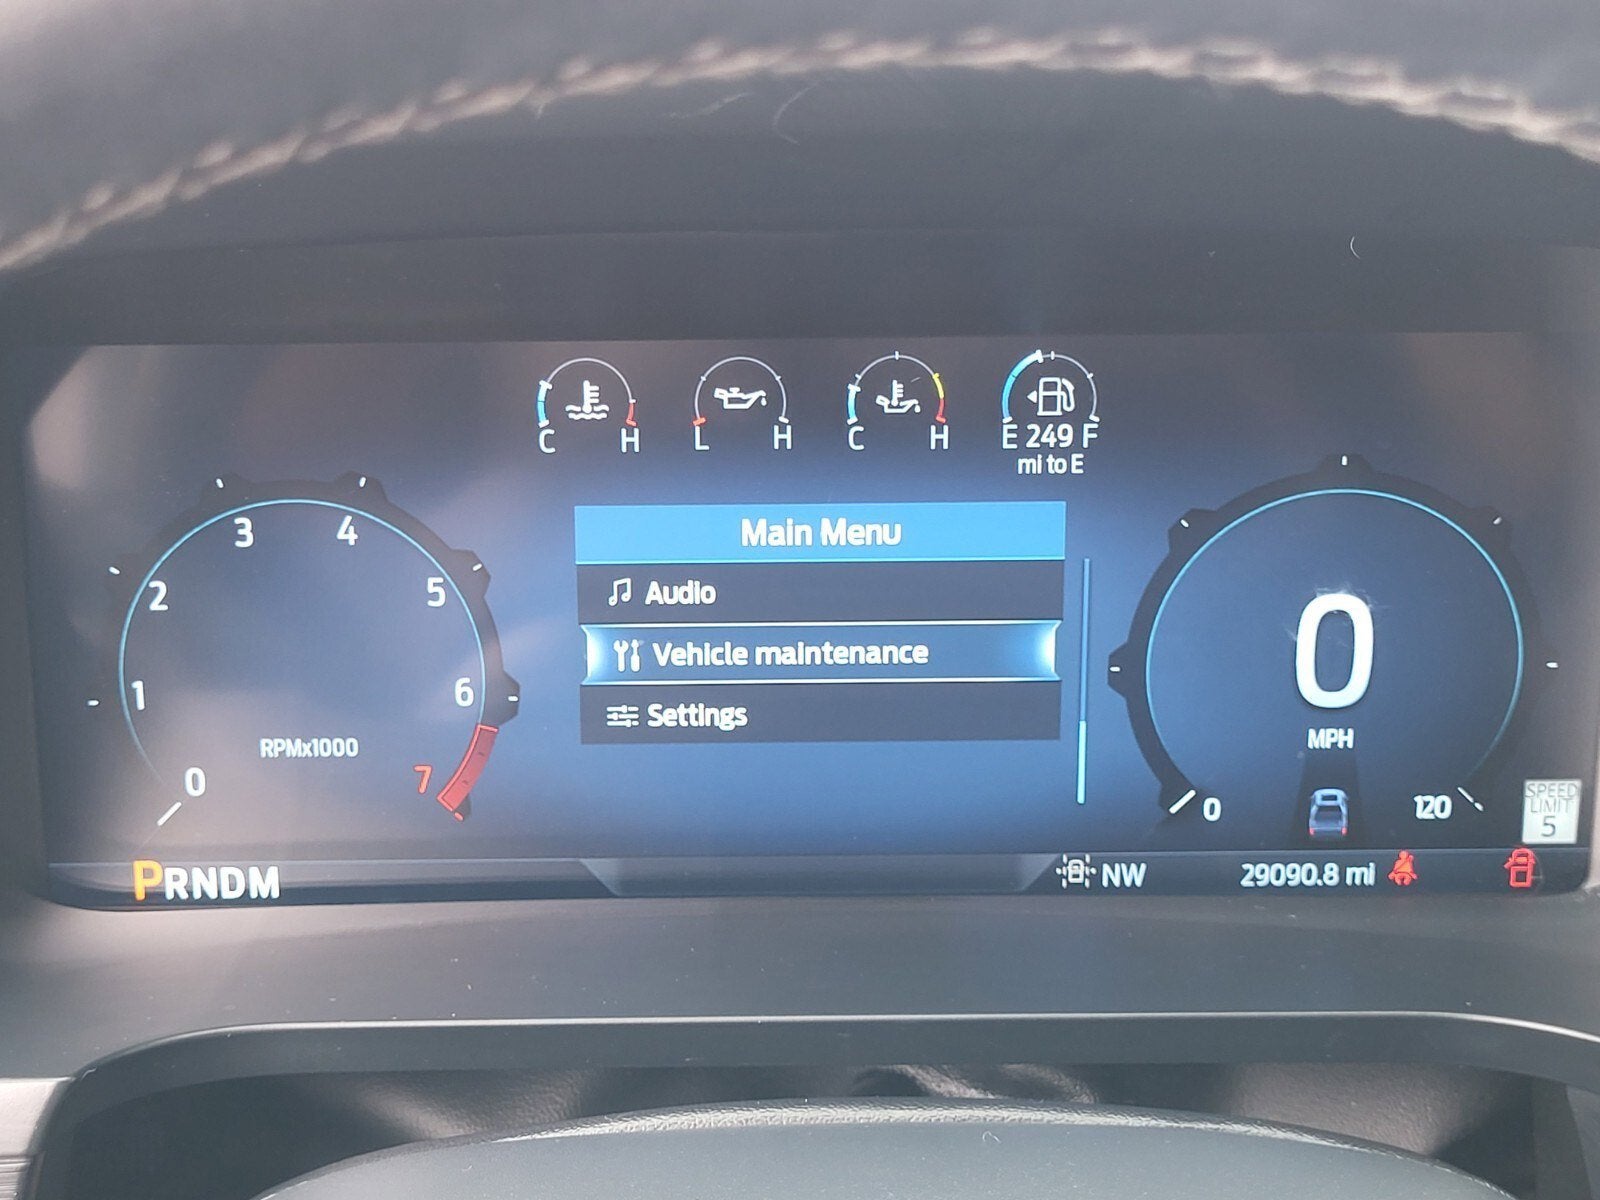 C H
L H
C H
E 249 F
mi to E
Main Menu
Audio
Vehicle maintenance
Settings
0 1 2 3 4 5 6 7
RPMx1000
0
MPH
0 120
SPEED
LIMIT
5
PRNDM
NW
29090.8 mi